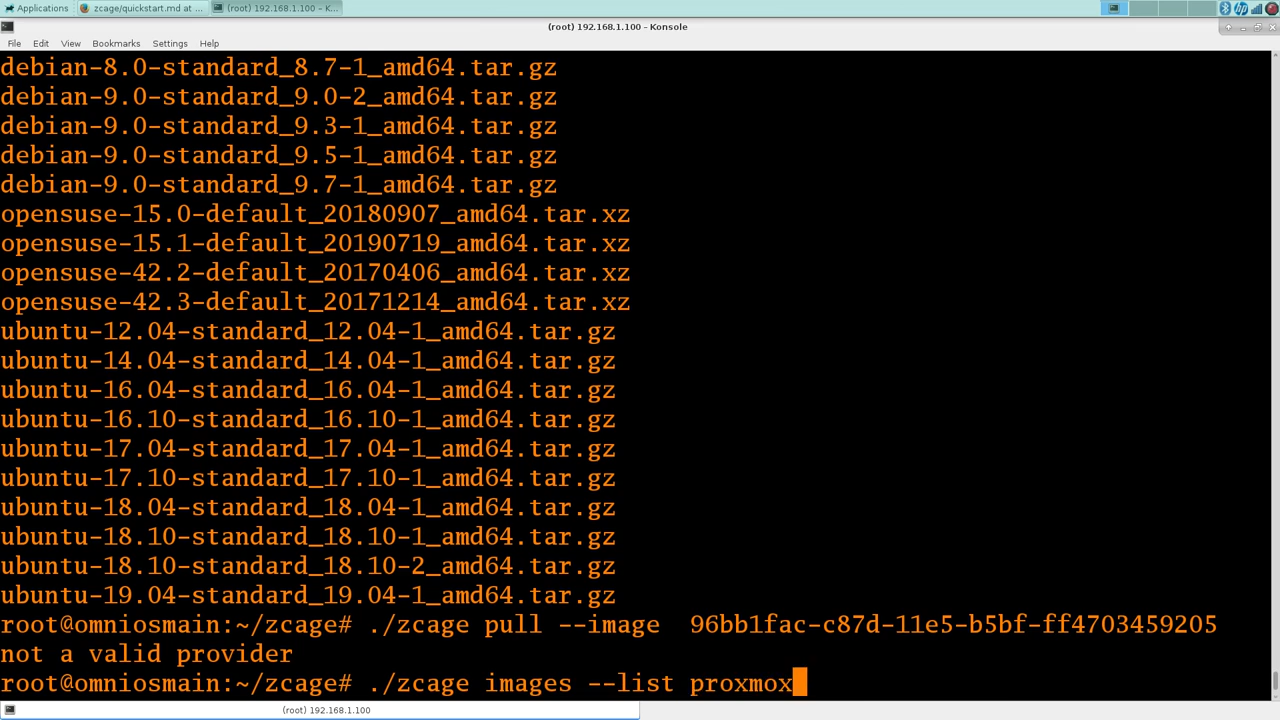 Applications
zcage/quickstart.md at ...
(root) 192.168.1.100 – K...
(root) 192.168.1.100 – Konsole
File Edit View Bookmarks Settings Help
debian-8.0-standard_8.7-1_amd64.tar.gz
debian-9.0-standard_9.0-2_amd64.tar.gz
debian-9.0-standard_9.3-1_amd64.tar.gz
debian-9.0-standard_9.5-1_amd64.tar.gz
debian-9.0-standard_9.7-1_amd64.tar.gz
opensuse-15.0-default_20180907_amd64.tar.xz
opensuse-15.1-default_20190719_amd64.tar.xz
opensuse-42.2-default_20170406_amd64.tar.xz
opensuse-42.3-default_20171214_amd64.tar.xz
ubuntu-12.04-standard_12.04-1_amd64.tar.gz
ubuntu-14.04-standard_14.04-1_amd64.tar.gz
ubuntu-16.04-standard_16.04-1_amd64.tar.gz
ubuntu-16.10-standard_16.10-1_amd64.tar.gz
ubuntu-17.04-standard_17.04-1_amd64.tar.gz
ubuntu-17.10-standard_17.10-1_amd64.tar.gz
ubuntu-18.04-standard_18.04-1_amd64.tar.gz
ubuntu-18.10-standard_18.10-1_amd64.tar.gz
ubuntu-18.10-standard_18.10-2_amd64.tar.gz
ubuntu-19.04-standard_19.04-1_amd64.tar.gz
root@omniosmain:~/zcage# ./zcage pull --image  96bb1fac-c87d-11e5-b5bf-ff4703459205
not a valid provider
root@omniosmain:~/zcage# ./zcage images --list proxmox
(root) 192.168.1.100